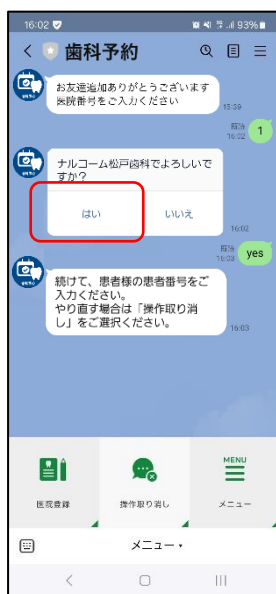 16:02
93%
歯科予約
お友達追加ありがとうございます
医院番号をご入力ください
15:39
既読
16:02
1
ナルコーム松戸歯科でよろしいで
すか？
はい
いいえ
16:02
既読
16:03
yes
続けて、患者様の患者番号をご
入力ください。
やり直す場合は「操作取り消
し」をご選択ください。
16:03
MENU
医院登録
操作取り消し
メニュー
メニュー